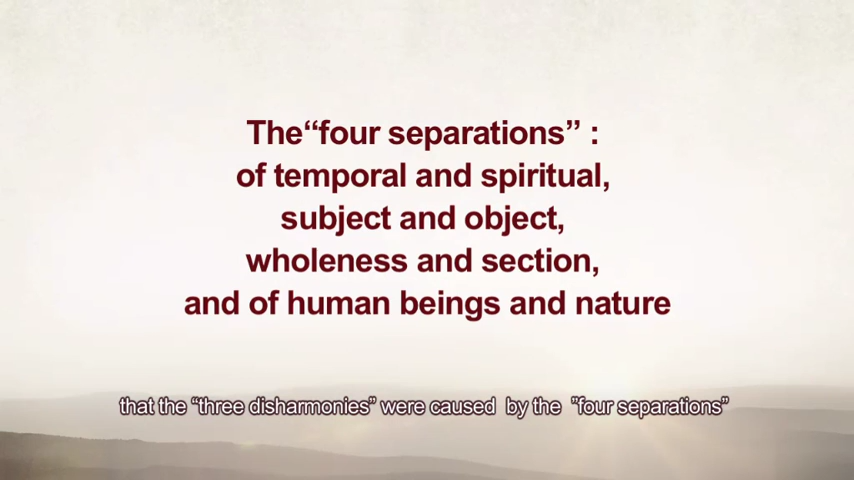 The“four separations” :
of temporal and spiritual,
subject and object,
wholeness and section,
and of human beings and nature
that the “three disharmonies” were caused  by the  ”four separations”